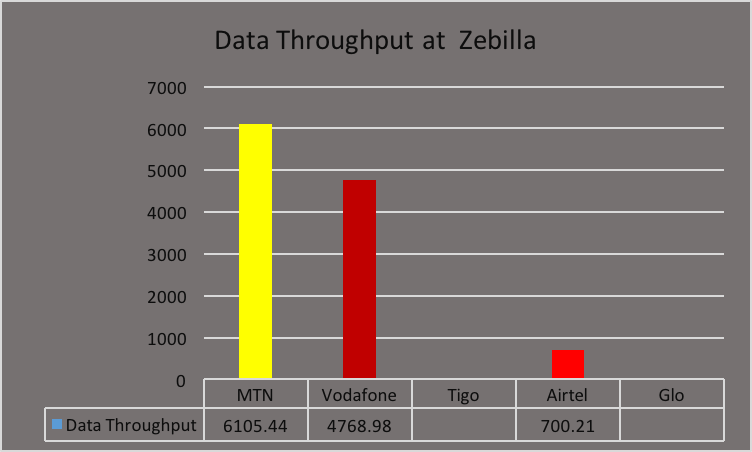 Data Throughput at Zebilla
7000
6000
5000
4000
3000
2000
1000
0
MTN Vodafone Tigo Airtel Glo
Data Throughput 6105.44 4768.98 700.21